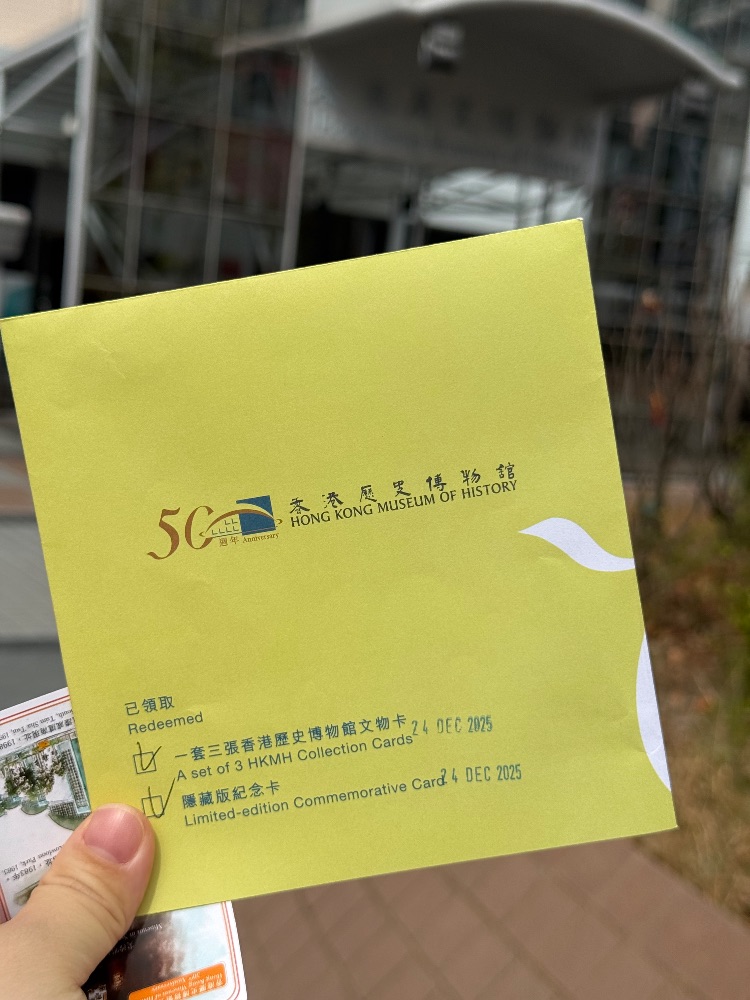 50
週年 Anniversary
香港歷史博物館
HONG KONG MUSEUM OF HISTORY
已領取
Redeemed
一套三張香港歷史博物館文物卡
A set of 3 HKMH Collection Cards 24 DEC 2025
隱藏版紀念卡
Limited-edition Commemorative Card 24 DEC 2025